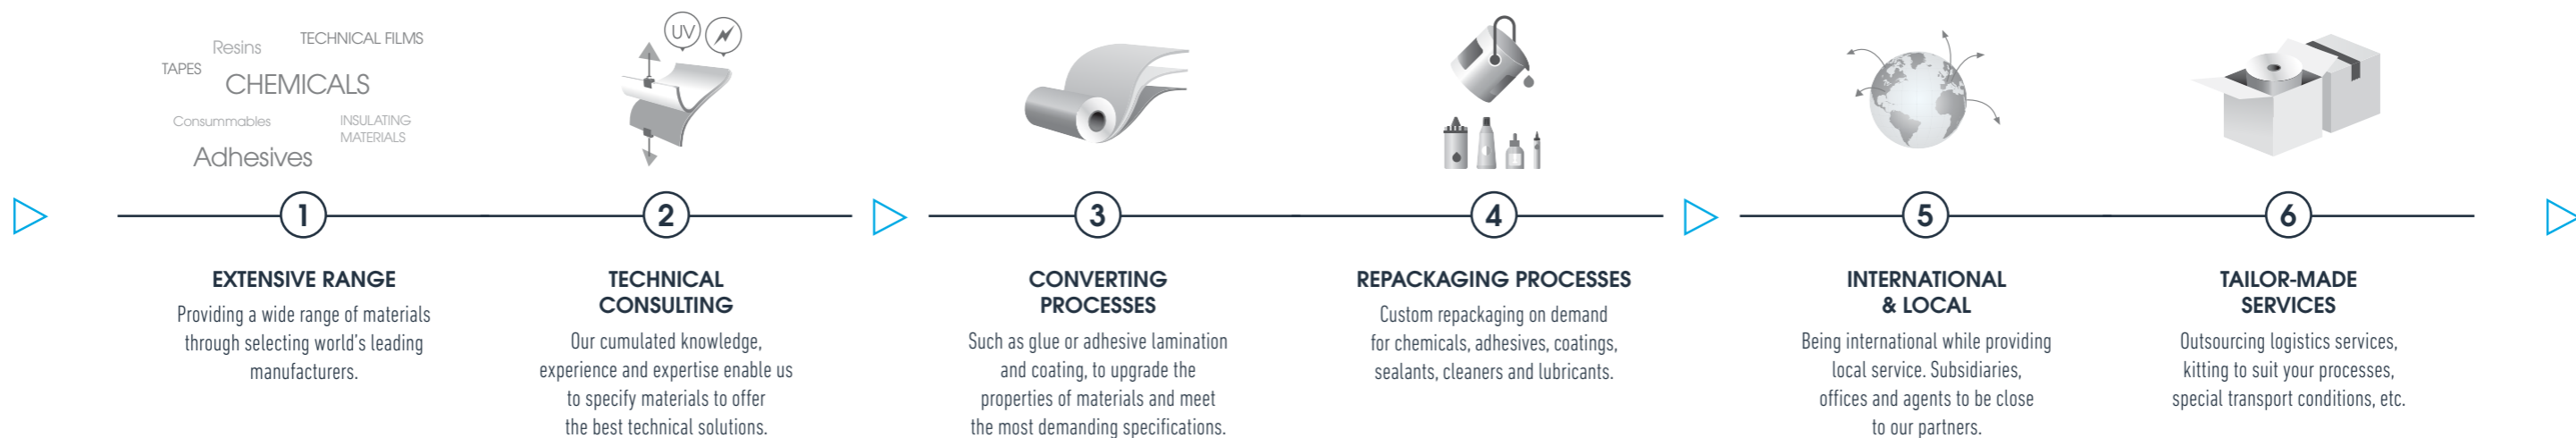 Resins
TECHNICAL FILMS
TAPES
CHEMICALS
Consummables
INSULATING
MATERIALS
Adhesives
UV
1
EXTENSIVE RANGE
Providing a wide range of materials
through selecting world's leading
manufacturers.
2
TECHNICAL
CONSULTING
Our cumulated knowledge,
experience and expertise enable us
to specify materials to offer
the best technical solutions.
3
CONVERTING
PROCESSES
Such as glue or adhesive lamination
and coating, to upgrade the
properties of materials and meet
the most demanding specifications.
4
REPACKAGING PROCESSES
Custom repackaging on demand
for chemicals, adhesives, coatings,
sealants, cleaners and lubricants.
5
INTERNATIONAL
& LOCAL
Being international while providing
local service. Subsidiaries,
offices and agents to be close
to our partners.
6
TAILOR-MADE
SERVICES
Outsourcing logistics services,
kitting to suit your processes,
special transport conditions, etc.